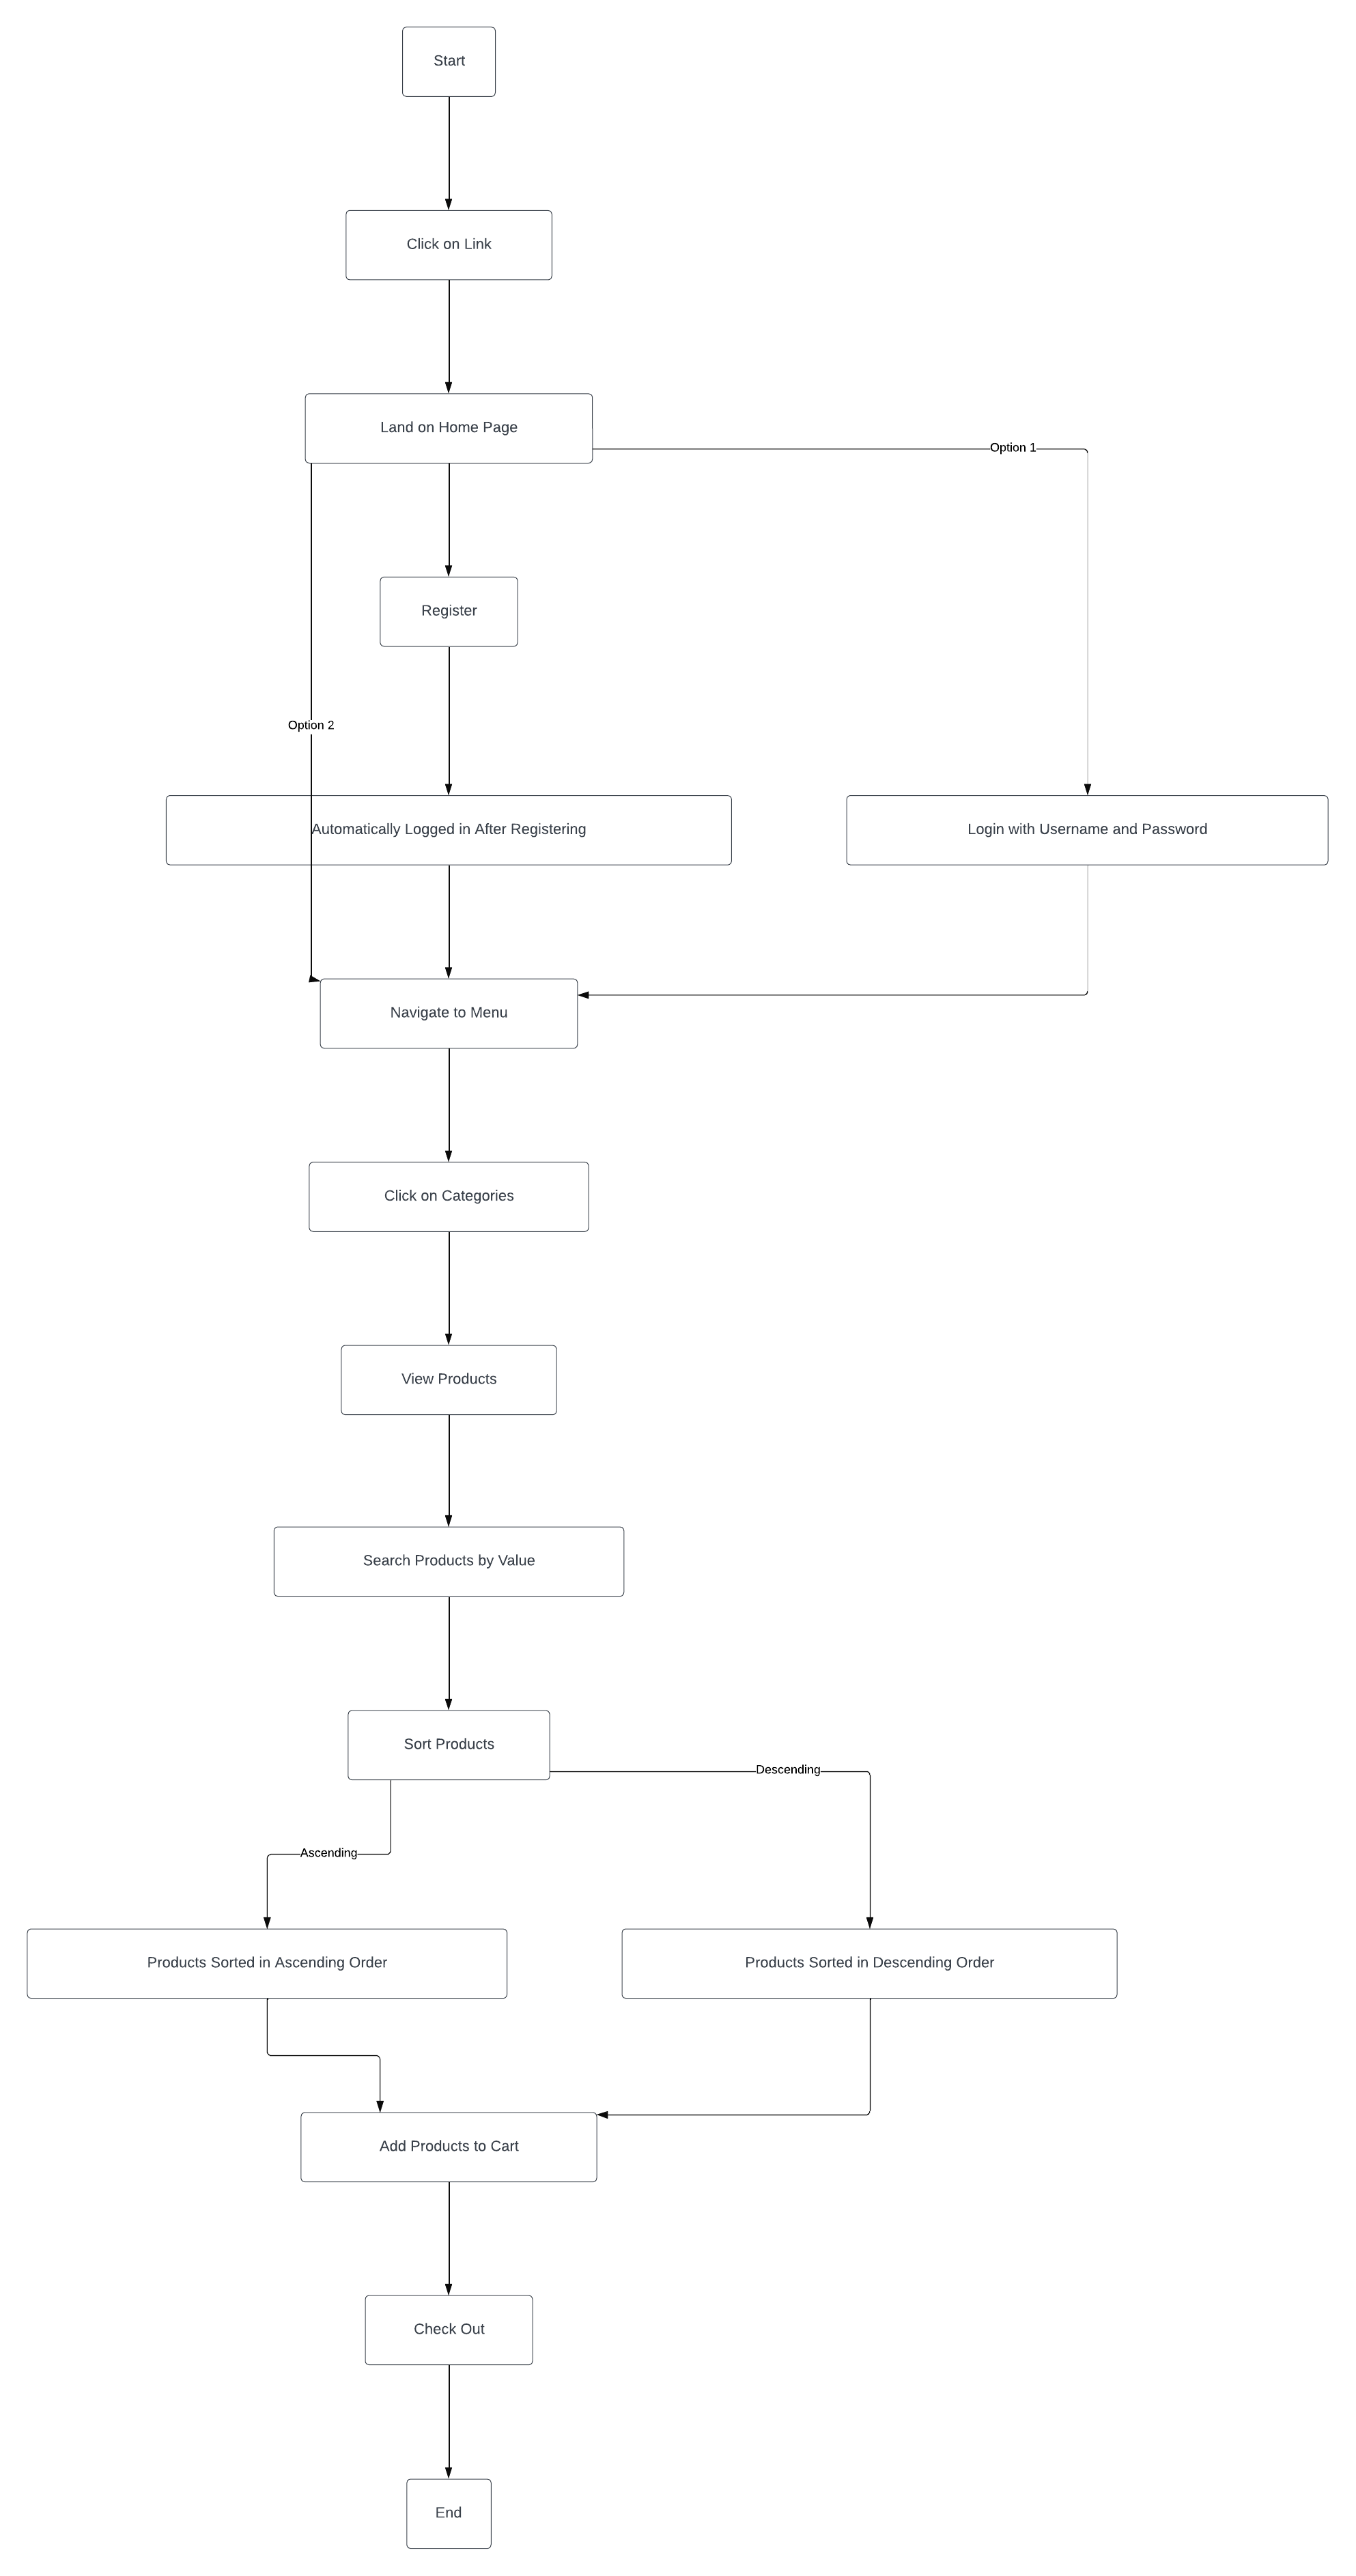 Start
Click on Link
Land on Home Page
Option 1
Register
Option 2
Automatically Logged in After Registering
Login with Username and Password
Navigate to Menu
Click on Categories
View Products
Search Products by Value
Sort Products
Descending
Ascending
Products Sorted in Ascending Order
Products Sorted in Descending Order
Add Products to Cart
Check Out
End